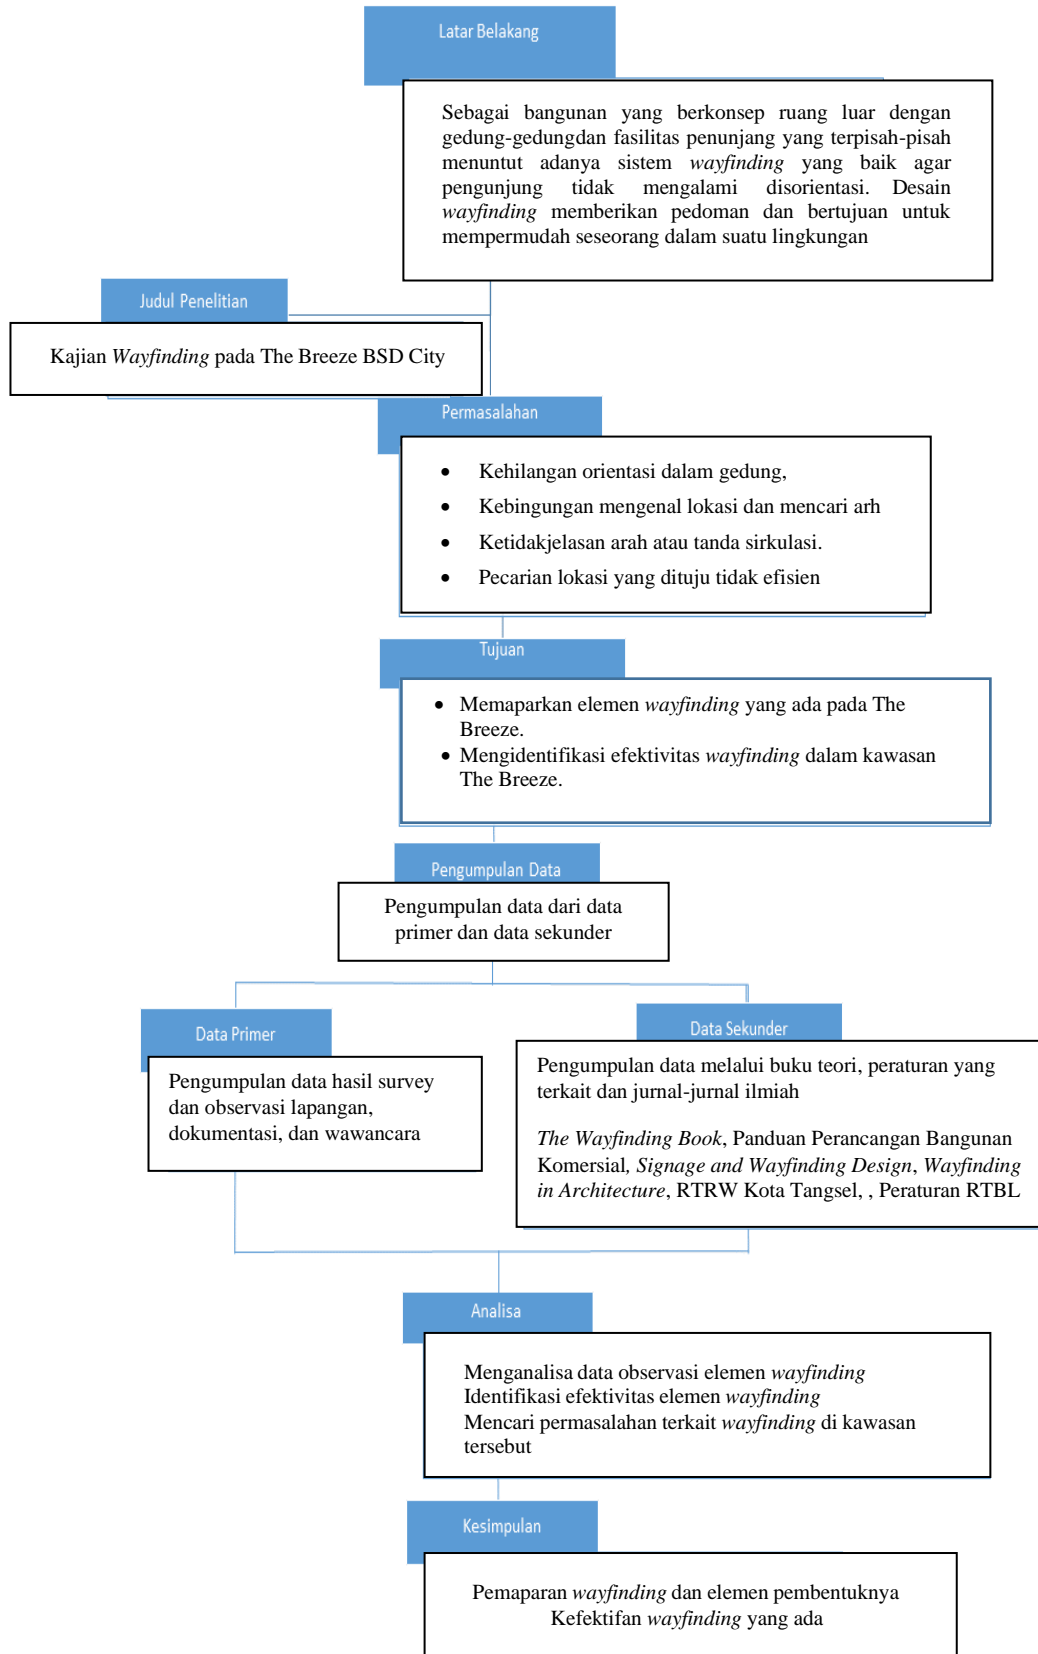 Latar Belakang
Sebagai bangunan yang berkonsep ruang luar dengan
gedung-gedungdan fasilitas penunjang yang terpisah-pisah
menuntut adanya sistem wayfinding yang baik agar
pengunjung tidak mengalami disorientasi. Desain
wayfinding memberikan pedoman dan bertujuan untuk
mempermudah seseorang dalam suatu lingkungan
Judul Penelitian
Kajian Wayfinding pada The Breeze BSD City
Permasalahan
• Kehilangan orientasi dalam gedung,
• Kebingungan mengenal lokasi dan mencari arh
• Ketidakjelasan arah atau tanda sirkulasi.
• Pecarian lokasi yang dituju tidak efisien
Tujuan
• Memaparkan elemen wayfinding yang ada pada The
Breeze.
• Mengidentifikasi efektivitas wayfinding dalam kawasan
The Breeze.
Pengumpulan Data
Pengumpulan data dari data
primer dan data sekunder
Data Primer
Pengumpulan data hasil survey
dan observasi lapangan,
dokumentasi, dan wawancara
Data Sekunder
Pengumpulan data melalui buku teori, peraturan yang
terkait dan jurnal-jurnal ilmiah
The Wayfinding Book, Panduan Perancangan Bangunan
Komersial, Signage and Wayfinding Design, Wayfinding
in Architecture, RTRW Kota Tangsel, , Peraturan RTBL
Analisa
Menganalisa data observasi elemen wayfinding
Identifikasi efektivitas elemen wayfinding
Mencari permasalahan terkait wayfinding di kawasan
tersebut
Kesimpulan
Pemaparan wayfinding dan elemen pembentuknya
Kefektifan wayfinding yang ada